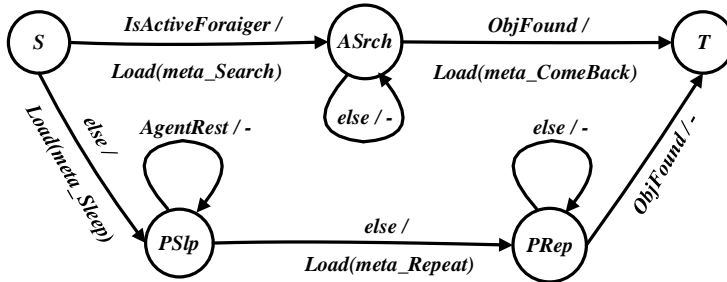 S
IsActiveForaiger /
Load(meta_Search)
ASrch
ObjFound /
Load(meta_ComeBack)
T
else / -
else /
Load(meta_Sleep)
AgentRest / -
else / -
ObjFound / -
PSlp
else /
Load(meta_Repeat)
PRep